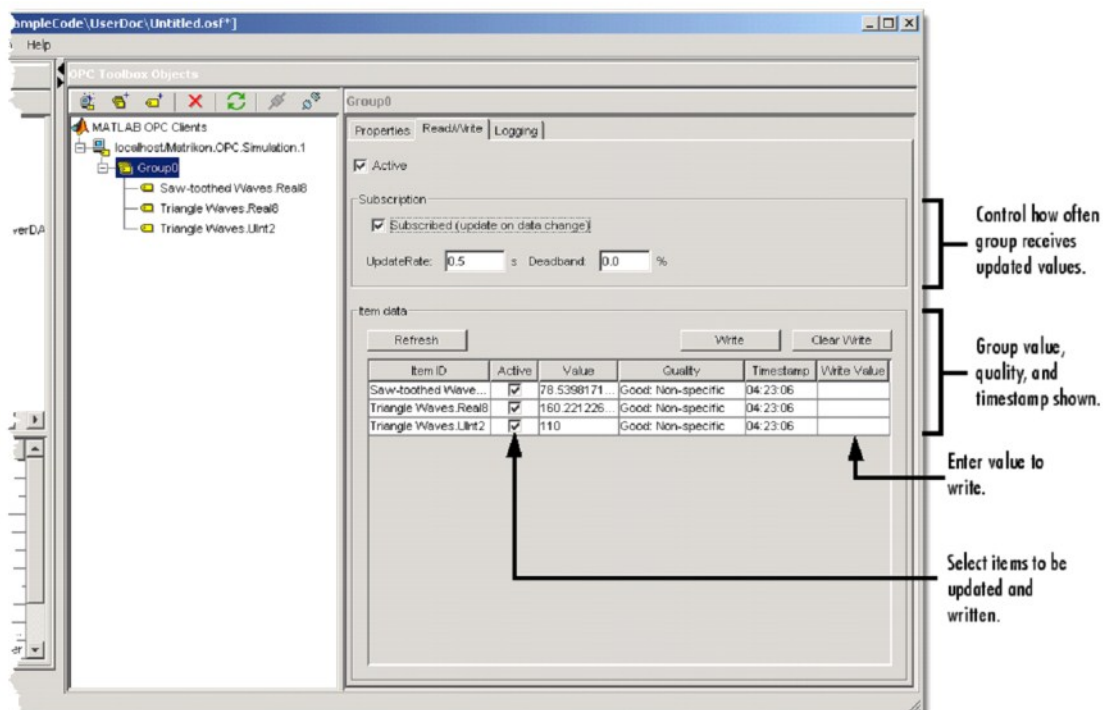 ampleCode\UserDoc\Untitled.osf*]
Help
OPC Toolbox Objects
Group0
MATLAB OPC Clients
localhost/Matrikon.OPC.Simulation.1
Group0
Saw-toothed Waves.Real8
Triangle Waves.Real8
Triangle Waves.UInt2
verDA
er
Properties Read/Write Logging
Active
Subscription
Subscribed (update on data change)
UpdateRate: 0.5 s Deadband: 0.0 %
Item data
Refresh Write Clear Write
Item ID Active Value Quality Timestamp Write Value
Saw-toothed Wave... 78.5398171... Good: Non-specific 04:23:06
Triangle Waves.Real8 160.221226... Good: Non-specific 04:23:06
Triangle Waves.UInt2 110 Good: Non-specific 04:23:06
Control how often
group receives
updated values.
Group value,
quality, and
timestamp shown.
Enter value to
write.
Select items to be
updated and
written.